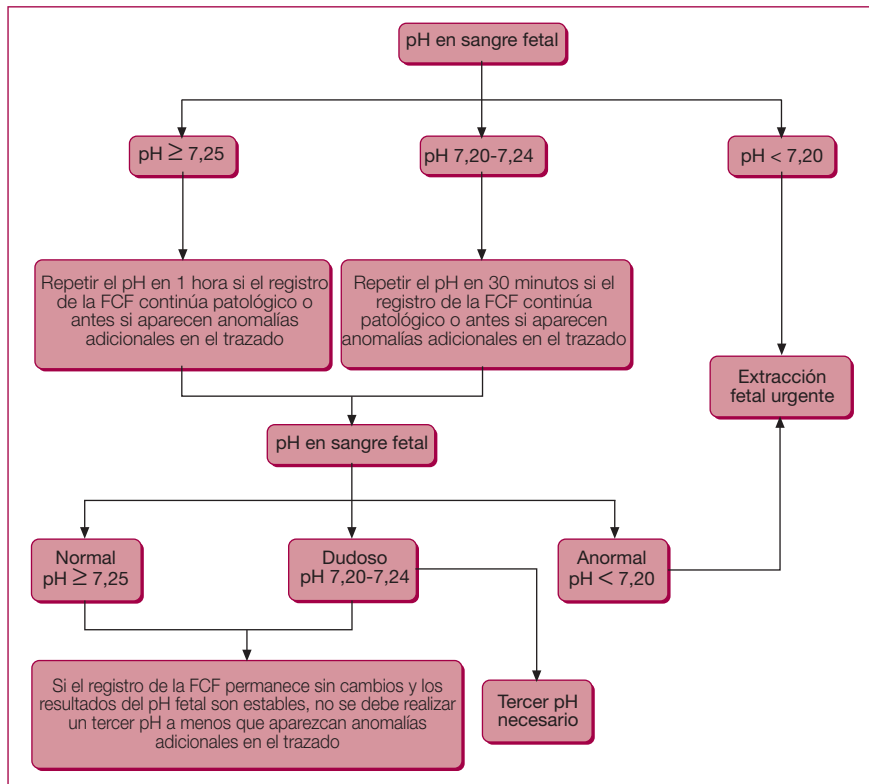 pH en sangre fetal
pH ≥ 7,25
pH 7,20-7,24
pH < 7,20
Repetir el pH en 1 hora si el registro
de la FCF continúa patológico o
antes si aparecen anomalías
adicionales en el trazado
Repetir el pH en 30 minutos si el
registro de la FCF continúa
patológico o antes si aparecen
anomalías adicionales en el trazado
Extracción
fetal urgente
pH en sangre fetal
Normal
pH ≥ 7,25
Dudoso
pH 7,20-7,24
Anormal
pH < 7,20
Si el registro de la FCF permanece sin cambios y los
resultados del pH fetal son estables, no se debe realizar
un tercer pH a menos que aparezcan anomalías
adicionales en el trazado
Tercer pH
necesario